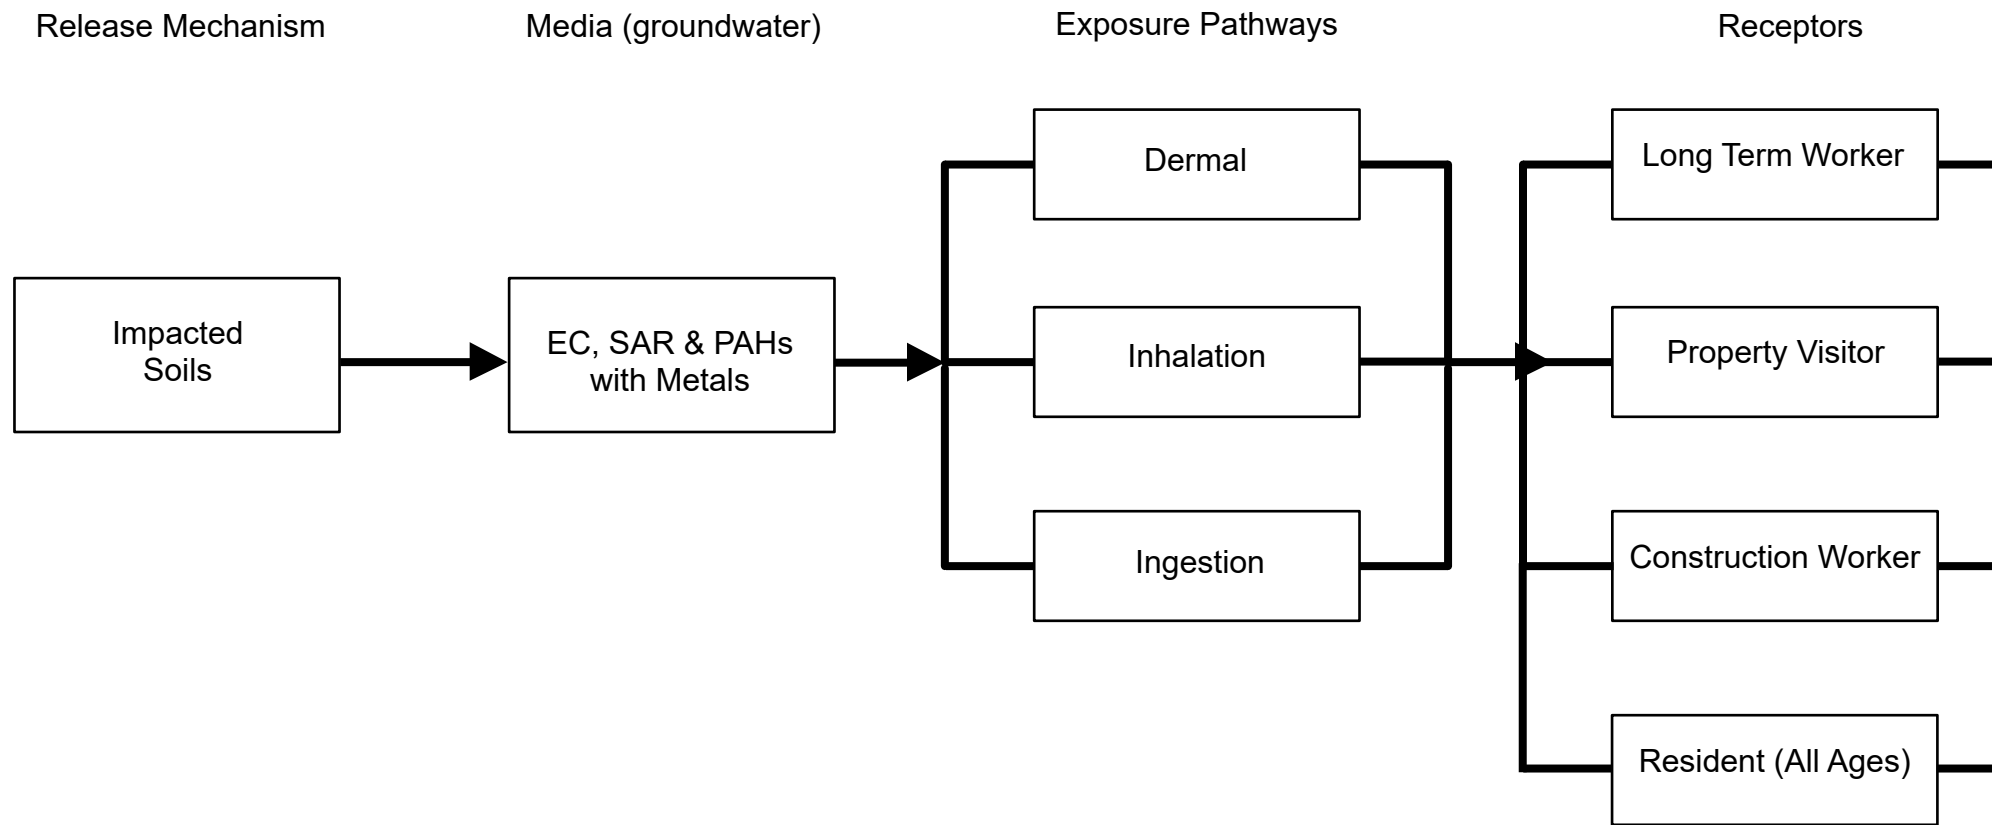 Release Mechanism
Media (groundwater)
Exposure Pathways
Receptors
Impacted
Soils
EC, SAR & PAHs
with Metals
Dermal
Inhalation
Ingestion
Long Term Worker
Property Visitor
Construction Worker
Resident (All Ages)